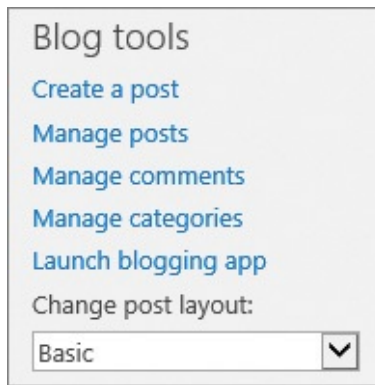 Blog tools
Create a post
Manage posts
Manage comments
Manage categories
Launch blogging app
Change post layout:
Basic